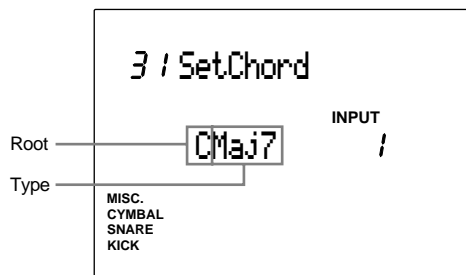 31 SetChord
INPUT
Root CMaj7 1
Type
MISC.
CYMBAL
SNARE
KICK